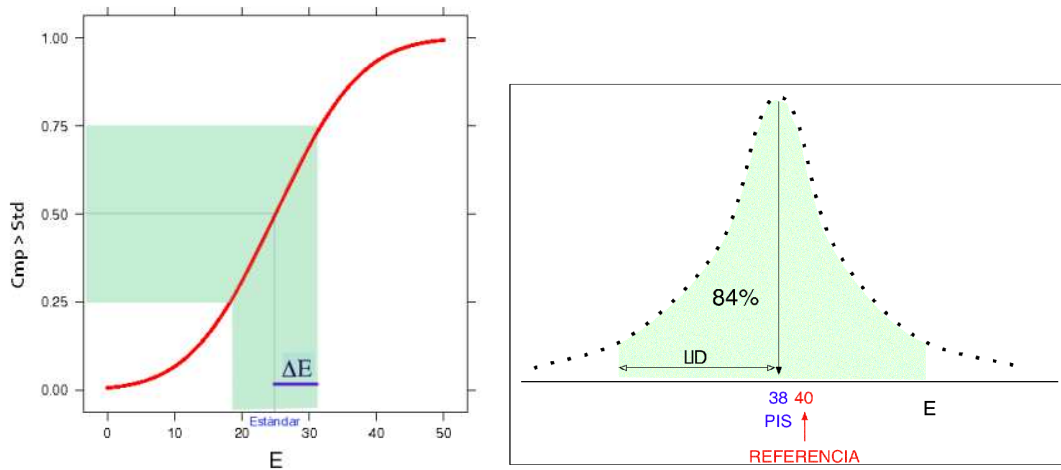 1.00
0.75
0.50
0.25
0.00
Cmp > Std
ΔE
Estándar
0 10 20 30 40 50
E
84%
UD
38 40
PIS
E
REFERENCIA